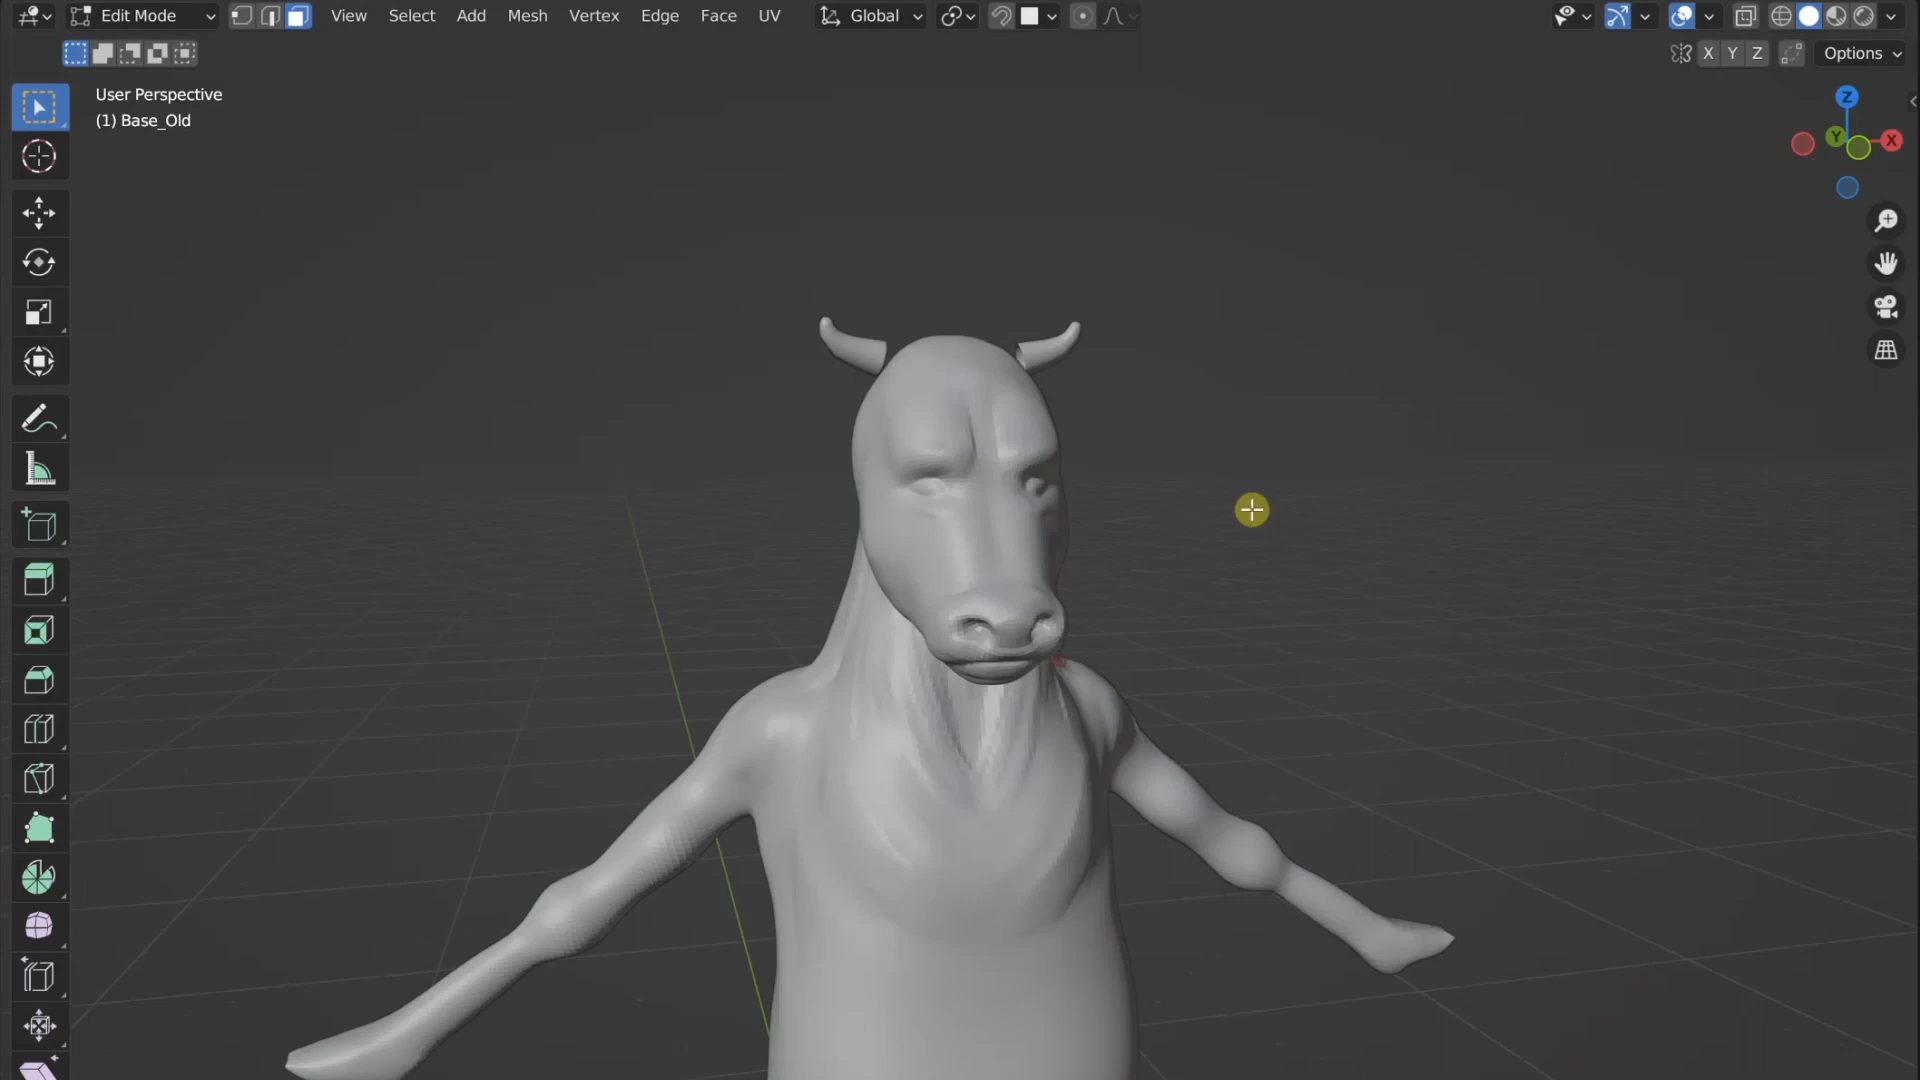 Edit Mode View Select Add Mesh Vertex Edge Face UV Global
X Y Z Options
User Perspective
(1) Base_Old
Z
Y X